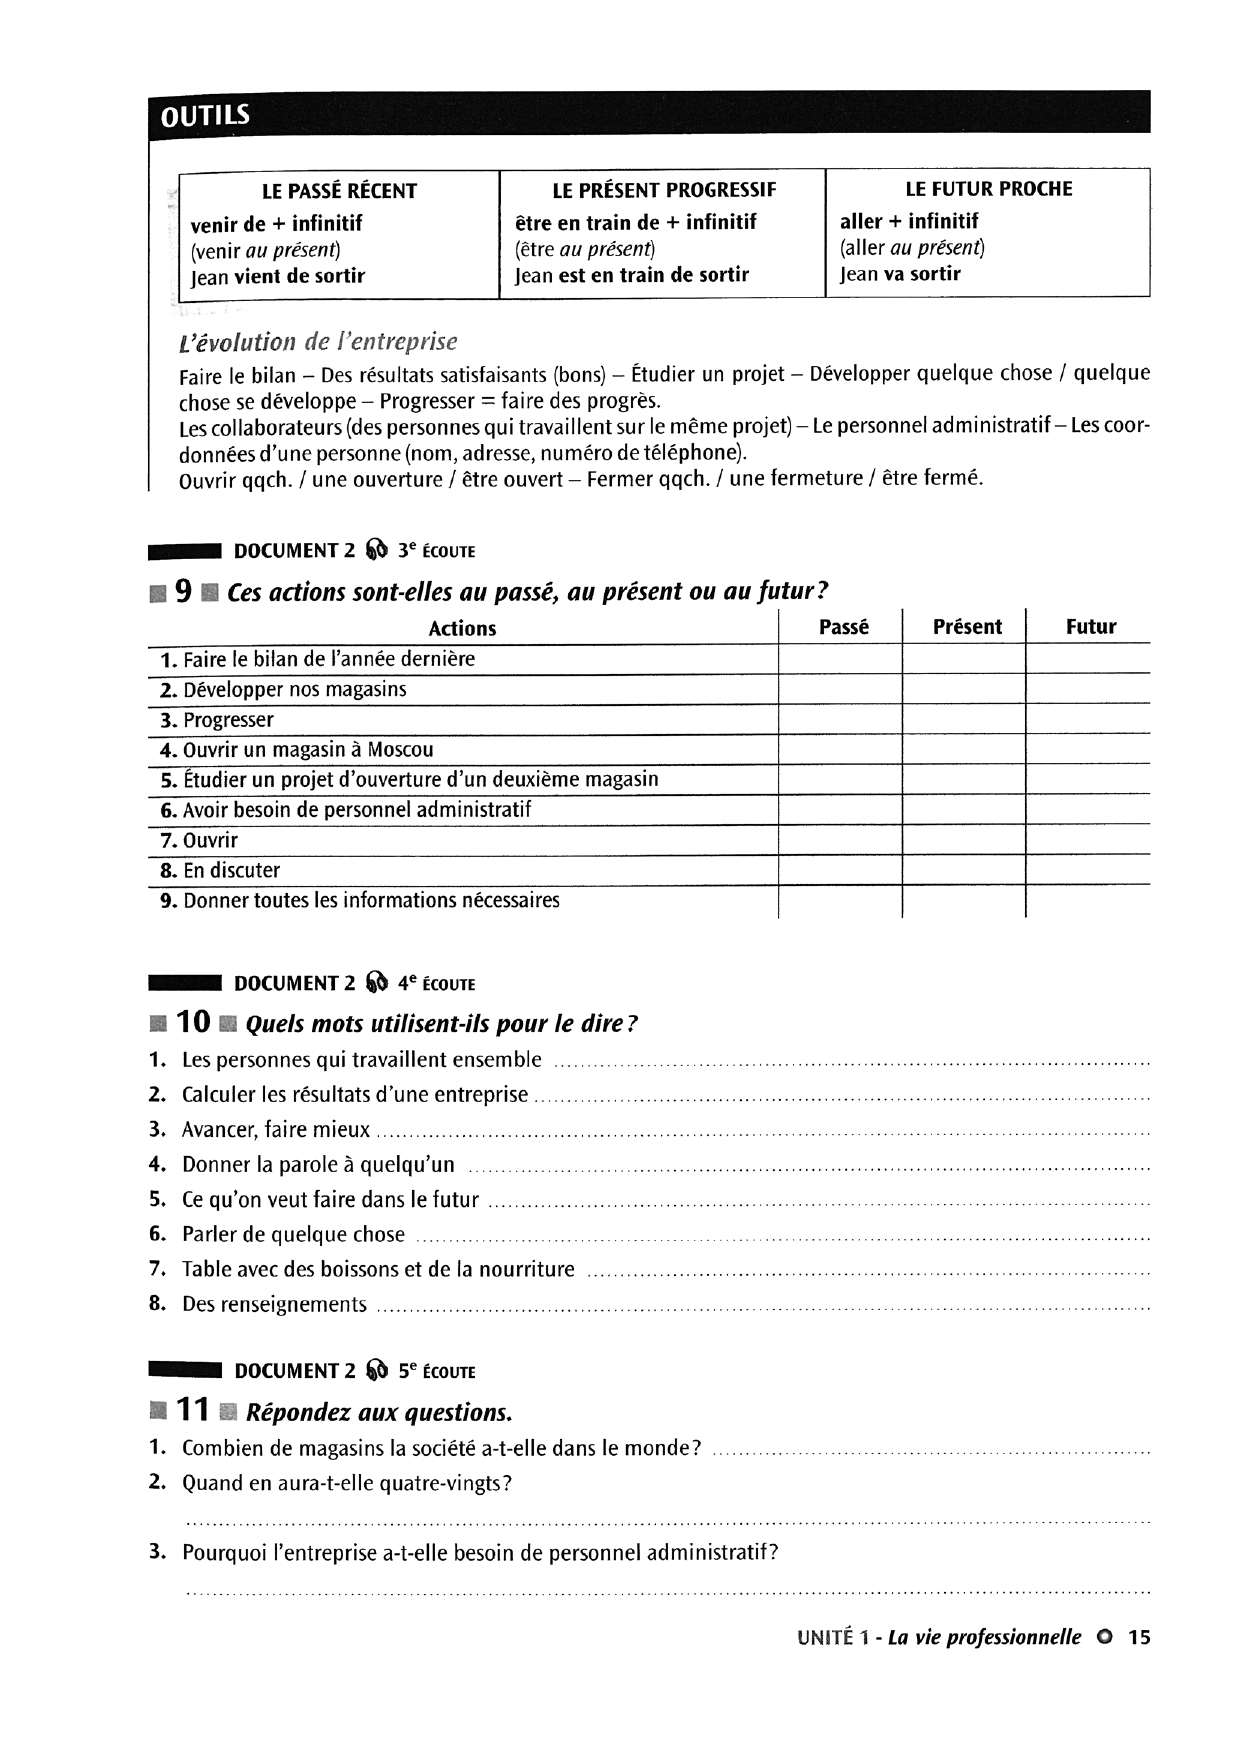 OUTILS
LE PASSÉ RÉCENT
venir de + infinitif
(venir au présent)
Jean vient de sortir
LE PRÉSENT PROGRESSIF
être en train de + infinitif
(être au présent)
Jean est en train de sortir
LE FUTUR PROCHE
aller + infinitif
(aller au présent)
Jean va sortir
L'évolution de l'entreprise
Faire le bilan – Des résultats satisfaisants (bons) – Étudier un projet – Développer quelque chose / quelque
chose se développe – Progresser = faire des progrès.
Les collaborateurs (des personnes qui travaillent sur le même projet) – Le personnel administratif – Les coor-
données d'une personne (nom, adresse, numéro de téléphone).
Ouvrir qqch. / une ouverture / être ouvert – Fermer qqch. / une fermeture / être fermé.
DOCUMENT 2 3e ÉCOUTE
9 Ces actions sont-elles au passé, au présent ou au futur?
Actions Passé Présent Futur
1. Faire le bilan de l'année dernière
2. Développer nos magasins
3. Progresser
4. Ouvrir un magasin à Moscou
5. Étudier un projet d'ouverture d'un deuxième magasin
6. Avoir besoin de personnel administratif
7. Ouvrir
8. En discuter
9. Donner toutes les informations nécessaires
DOCUMENT 2 4e ÉCOUTE
10 Quels mots utilisent-ils pour le dire?
1. Les personnes qui travaillent ensemble
2. Calculer les résultats d'une entreprise
3. Avancer, faire mieux
4. Donner la parole à quelqu'un
5. Ce qu'on veut faire dans le futur
6. Parler de quelque chose
7. Table avec des boissons et de la nourriture
8. Des renseignements
DOCUMENT 2 5e ÉCOUTE
11 Répondez aux questions.
1. Combien de magasins la société a-t-elle dans le monde?
2. Quand en aura-t-elle quatre-vingts?
3. Pourquoi l'entreprise a-t-elle besoin de personnel administratif?
UNITÉ 1 - La vie professionnelle 15